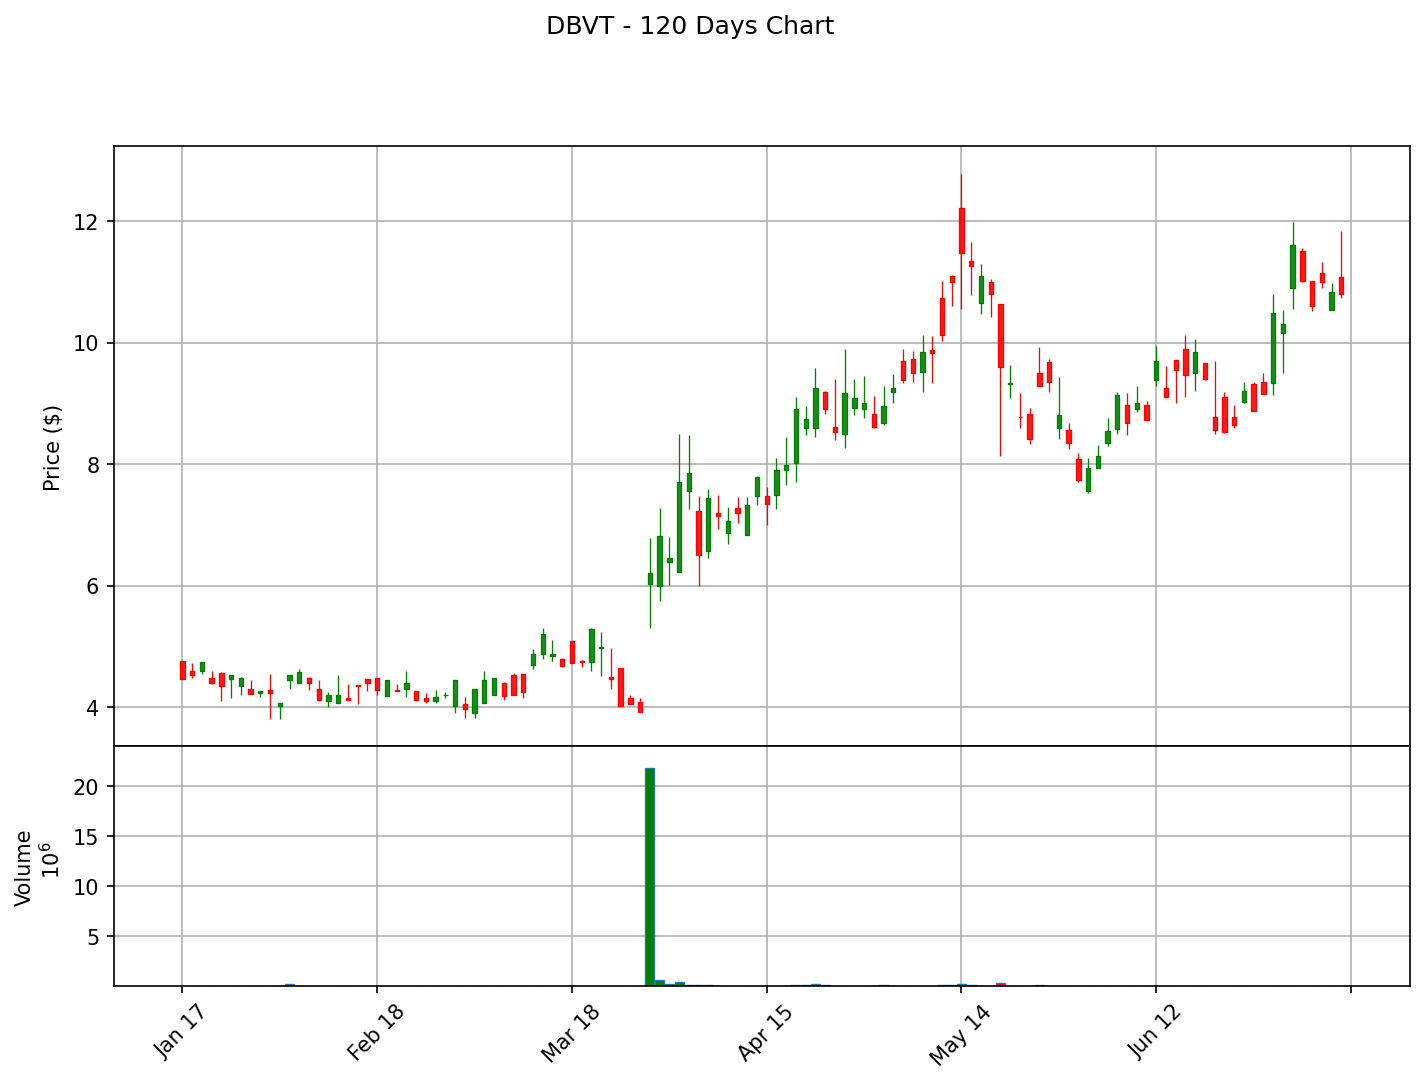 DBVT - 120 Days Chart
12
10
8
6
4
Price ($)
20
15
10
5
Volume
10⁶
Jan 17
Feb 18
Mar 18
Apr 15
May 14
Jun 12